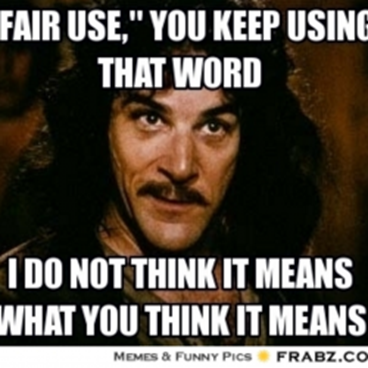 FAIR USE," YOU KEEP USING
THAT WORD
I DO NOT THINK IT MEANS
WHAT YOU THINK IT MEANS
MEMES & FUNNY PICS FRABZ.CO